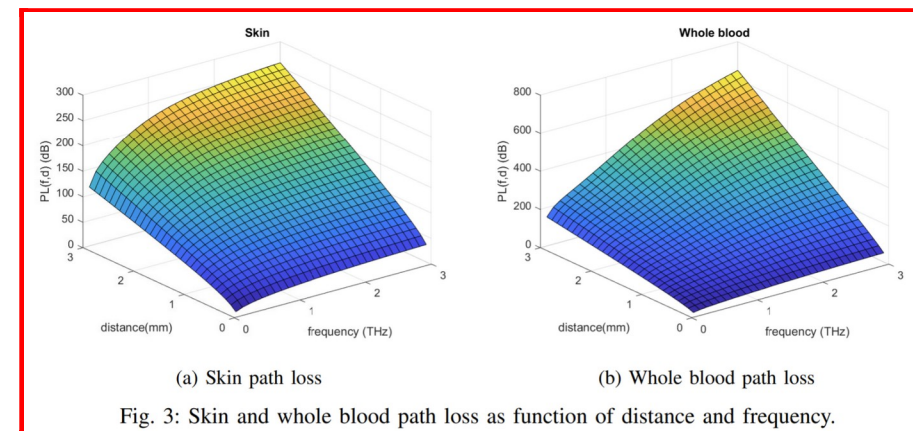 Skin
300
250
200
150
100
50
0
PL(f,d) (dB)
3
2
1
0
distance(mm)
0
1
2
3
frequency (THz)
(a) Skin path loss
Whole blood
800
600
400
200
0
PL(f,d) (dB)
3
2
1
0
distance(mm)
0
1
2
3
frequency (THz)
(b) Whole blood path loss
Fig. 3: Skin and whole blood path loss as function of distance and frequency.